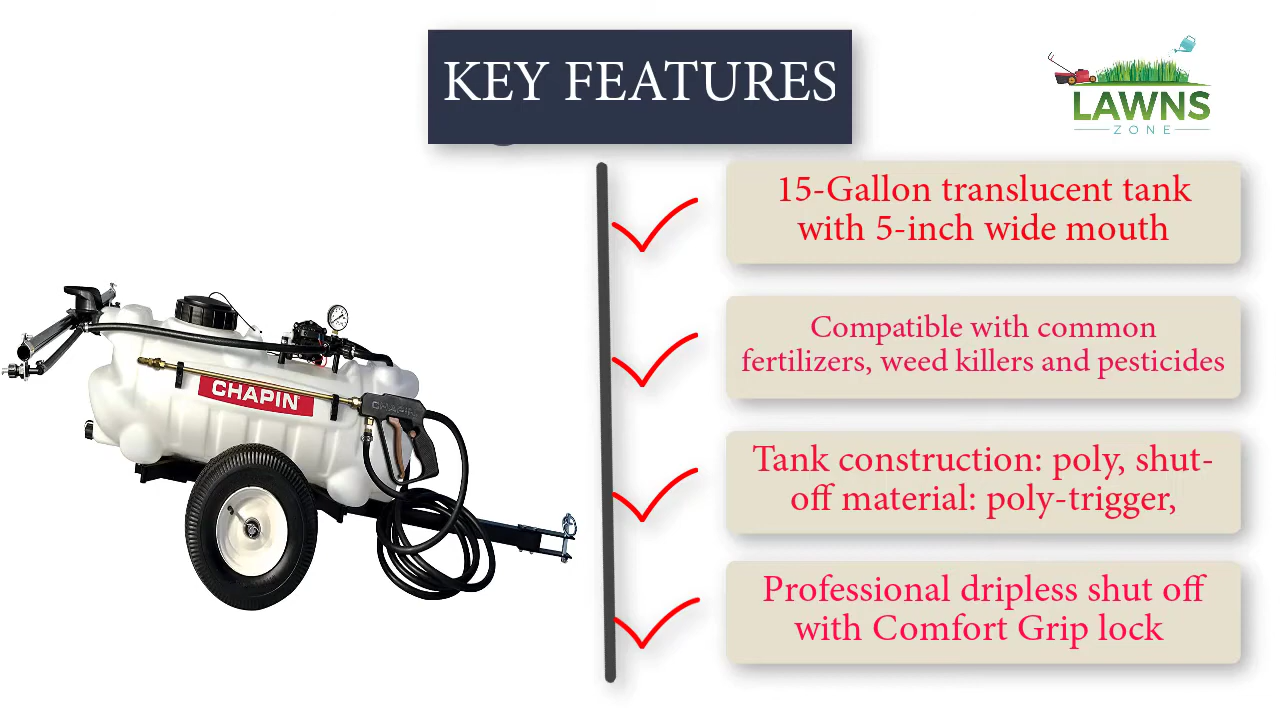 KEY FEATURES
LAWNS
ZONE
15-Gallon translucent tank
with 5-inch wide mouth
Compatible with common
fertilizers, weed killers and pesticides
CHAPIN
CHAPIN
Tank construction: poly, shut-
off material: poly-trigger,
Professional dripless shut off
with Comfort Grip lock